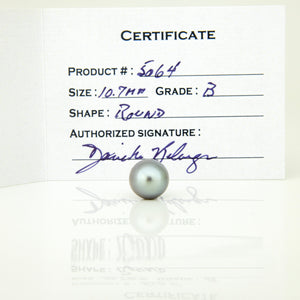 CERTIFICATE
PRODUCT #: 5064
SIZE: 10.7mm GRADE: B
SHAPE: ROUND
AUTHORIZED SIGNATURE: